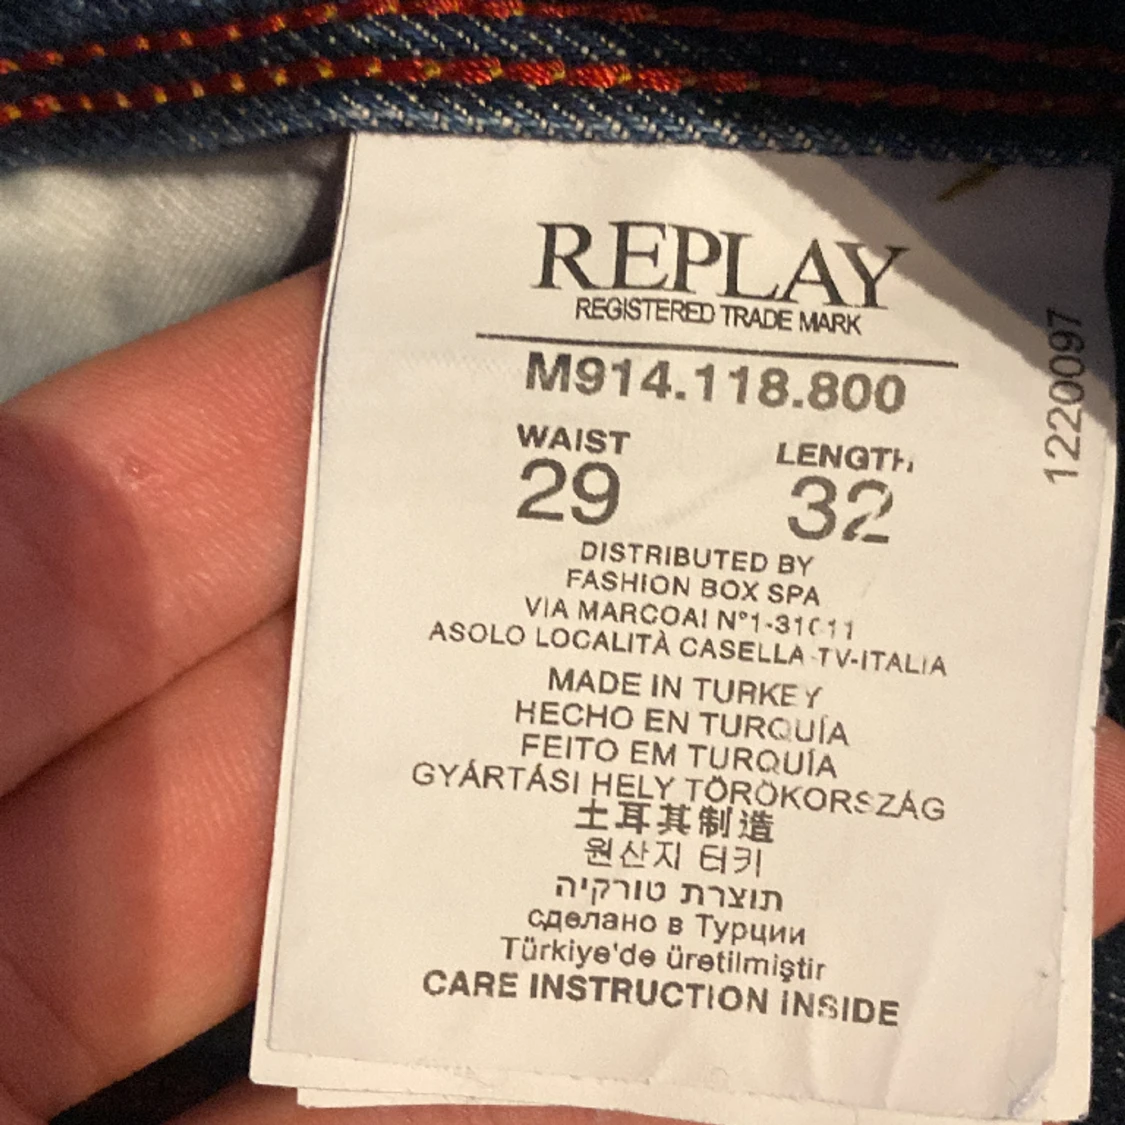 REPLAY
REGISTERED TRADE MARK
M914.118.800
WAIST LENGTH
29 32
DISTRIBUTED BY
FASHION BOX SPA
VIA MARCOAI N°1-31011
ASOLO LOCALITÀ CASELLA-TV-ITALIA
MADE IN TURKEY
HECHO EN TURQUÍA
FEITO EM TURQUÍA
GYÁRTÁSI HELY TÖRÖKORSZÁG
土耳其制造
원산지 터키
תוצרת טורקיה
сделано в Турции
Türkiye'de üretilmiştir
CARE INSTRUCTION INSIDE
1220097